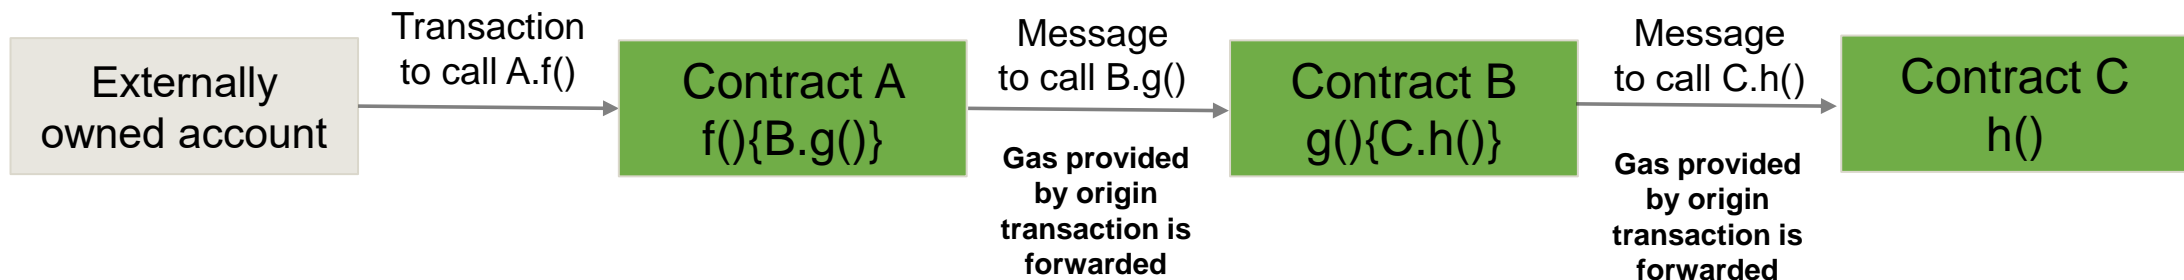 Externally
owned account
Transaction
to call A.f()
Contract A
f(){B.g()}
Message
to call B.g()
Gas provided
by origin
transaction is
forwarded
Contract B
g(){C.h()}
Message
to call C.h()
Gas provided
by origin
transaction is
forwarded
Contract C
h()